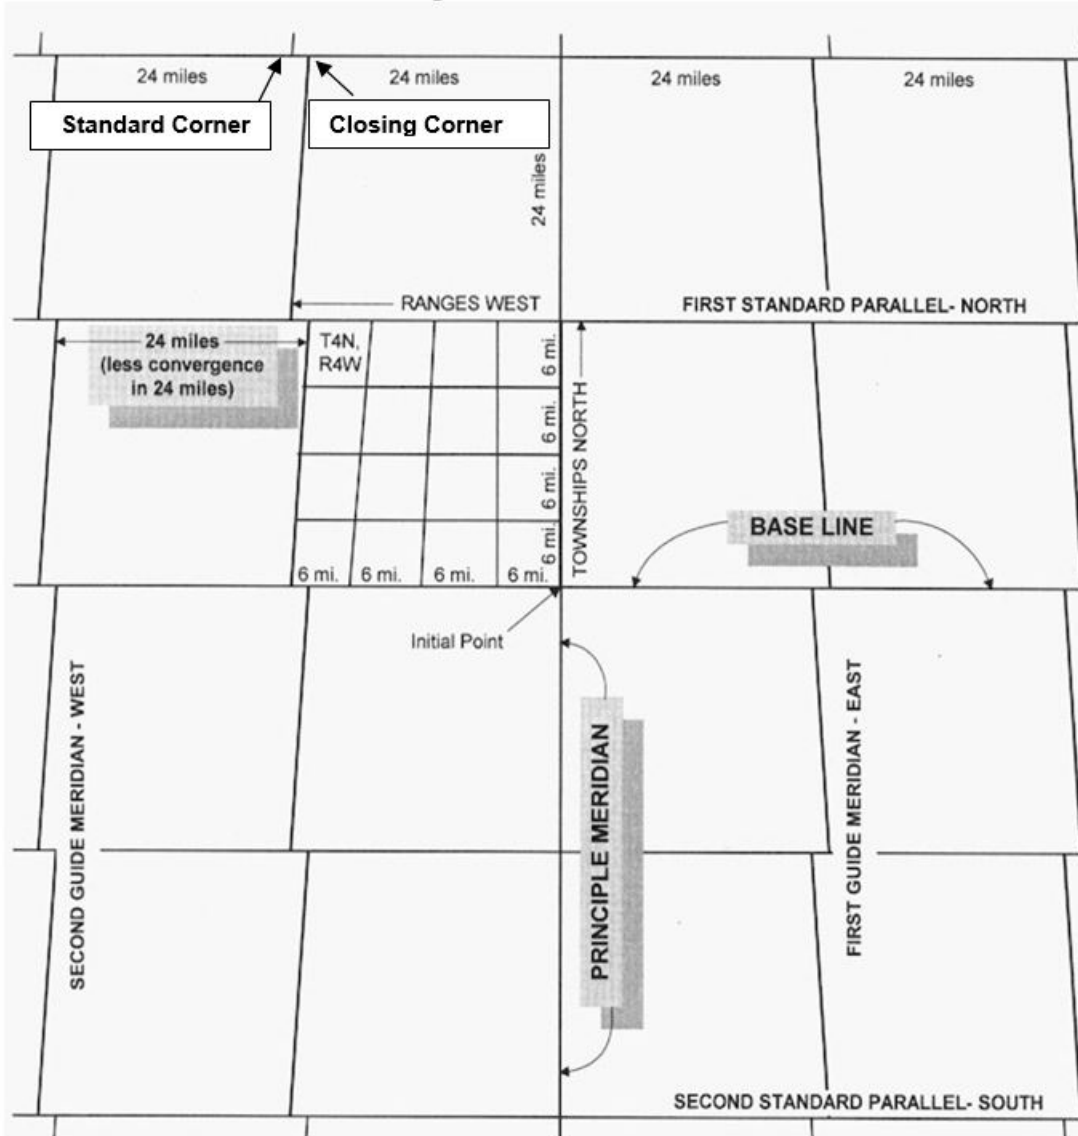 24 miles
24 miles
24 miles
24 miles
Standard Corner
Closing Corner
24 miles
RANGES WEST
FIRST STANDARD PARALLEL- NORTH
24 miles
(less convergence
in 24 miles)
T4N,
R4W
6 mi.
6 mi.
6 mi.
6 mi.
TOWNSHIPS NORTH
BASE LINE
6 mi.
6 mi.
6 mi.
6 mi.
Initial Point
SECOND GUIDE MERIDIAN - WEST
PRINCIPLE MERIDIAN
FIRST GUIDE MERIDIAN - EAST
SECOND STANDARD PARALLEL- SOUTH